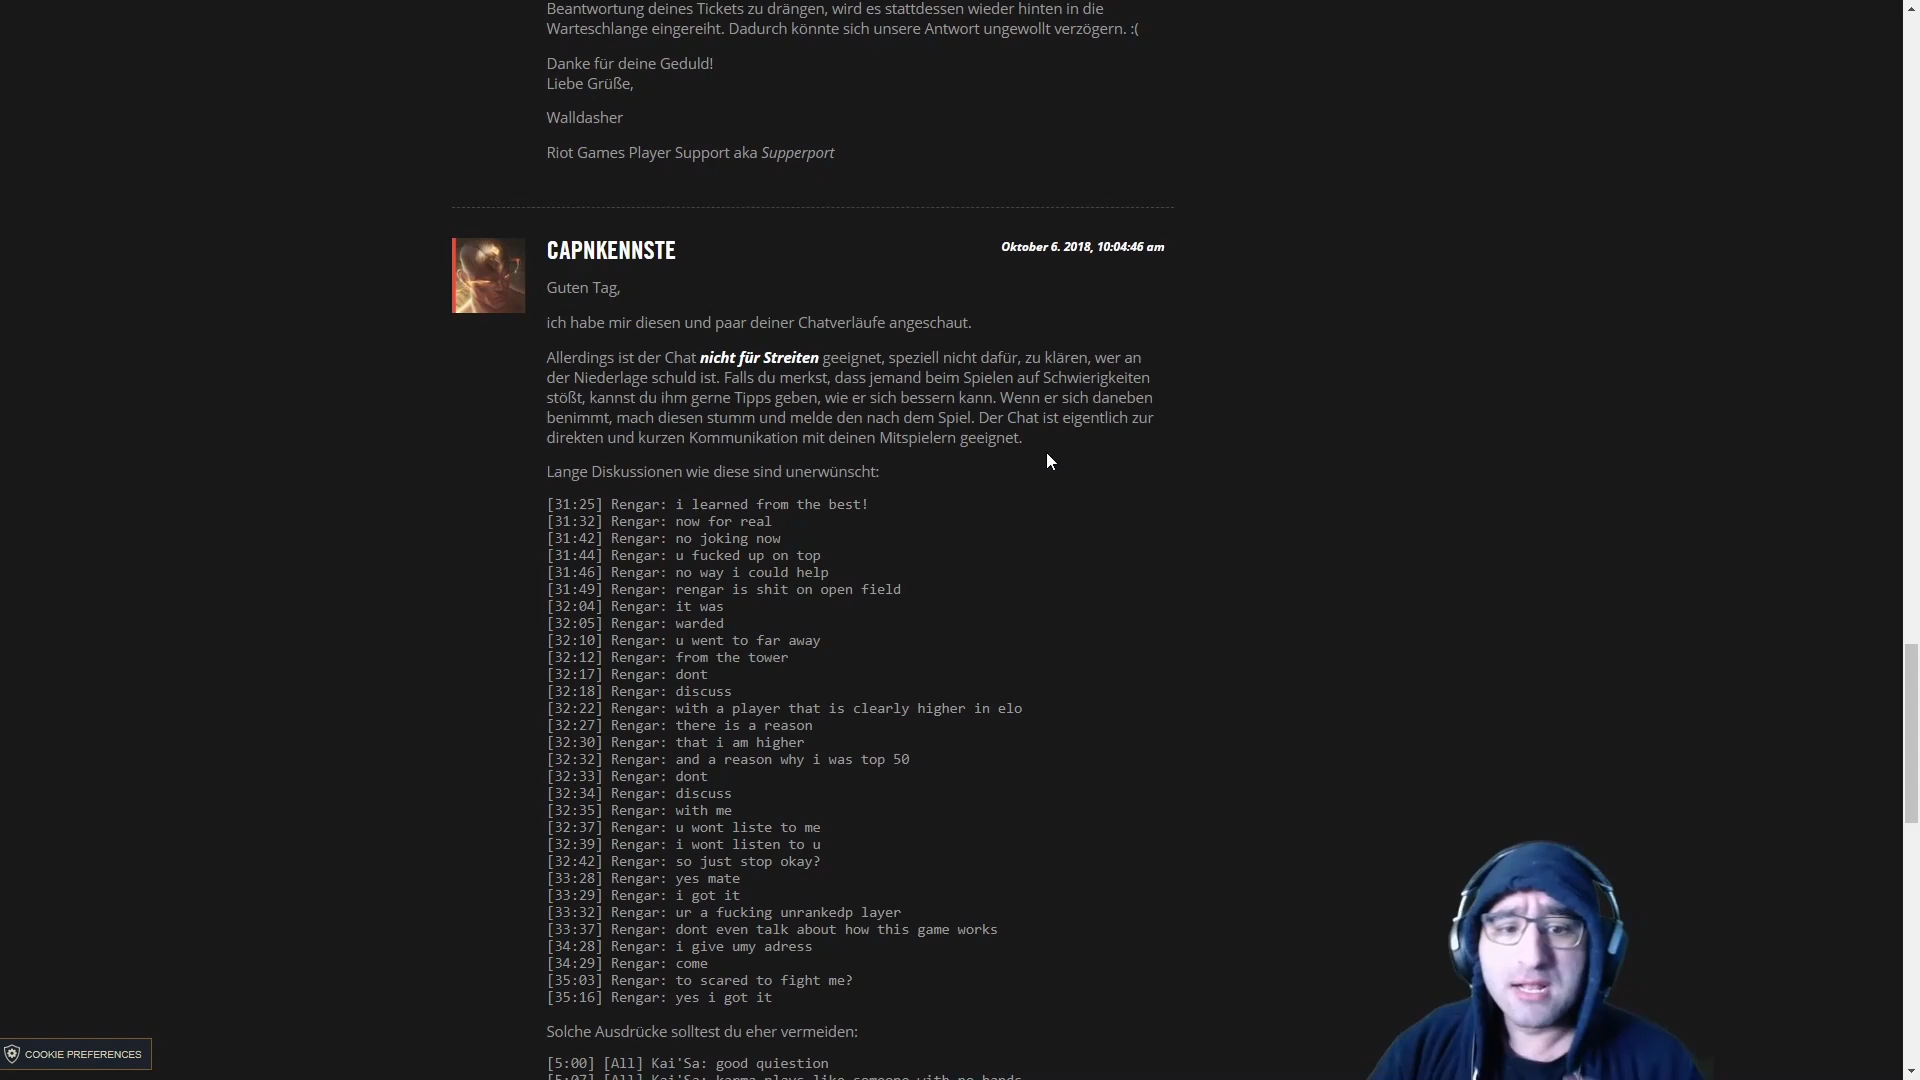 Beantwortung deines Tickets zu drängen, wird es stattdessen wieder hinten in die
Warteschlange eingereiht. Dadurch könnte sich unsere Antwort ungewollt verzögern. :(
Danke für deine Geduld!
Liebe Grüße,
Walldasher
Riot Games Player Support aka Supperport
CAPNKENNSTE
Oktober 6. 2018, 10:04:46 am
Guten Tag,
ich habe mir diesen und paar deiner Chatverläufe angeschaut.
Allerdings ist der Chat nicht für Streiten geeignet, speziell nicht dafür, zu klären, wer an
der Niederlage schuld ist. Falls du merkst, dass jemand beim Spielen auf Schwierigkeiten
stößt, kannst du ihm gerne Tipps geben, wie er sich bessern kann. Wenn er sich daneben
benimmt, mach diesen stumm und melde den nach dem Spiel. Der Chat ist eigentlich zur
direkten und kurzen Kommunikation mit deinen Mitspielern geeignet.
Lange Diskussionen wie diese sind unerwünscht:
[31:25] Rengar: i learned from the best!
[31:32] Rengar: now for real
[31:42] Rengar: no joking now
[31:44] Rengar: u fucked up on top
[31:46] Rengar: no way i could help
[31:49] Rengar: rengar is shit on open field
[32:04] Rengar: it was
[32:05] Rengar: warded
[32:10] Rengar: u went to far away
[32:12] Rengar: from the tower
[32:17] Rengar: dont
[32:18] Rengar: discuss
[32:22] Rengar: with a player that is clearly higher in elo
[32:27] Rengar: there is a reason
[32:30] Rengar: that i am higher
[32:32] Rengar: and a reason why i was top 50
[32:33] Rengar: dont
[32:34] Rengar: discuss
[32:35] Rengar: with me
[32:37] Rengar: u wont liste to me
[32:39] Rengar: i wont listen to u
[32:42] Rengar: so just stop okay?
[33:28] Rengar: yes mate
[33:29] Rengar: i got it
[33:32] Rengar: ur a fucking unrankedp layer
[33:37] Rengar: dont even talk about how this game works
[34:28] Rengar: i give umy adress
[34:29] Rengar: come
[35:03] Rengar: to scared to fight me?
[35:16] Rengar: yes i got it
Solche Ausdrücke solltest du eher vermeiden:
[5:00] [All] Kai'Sa: good quiestion
[5:07] [All] Kai'Sa: karma plays like someone with no hands
COOKIE PREFERENCES